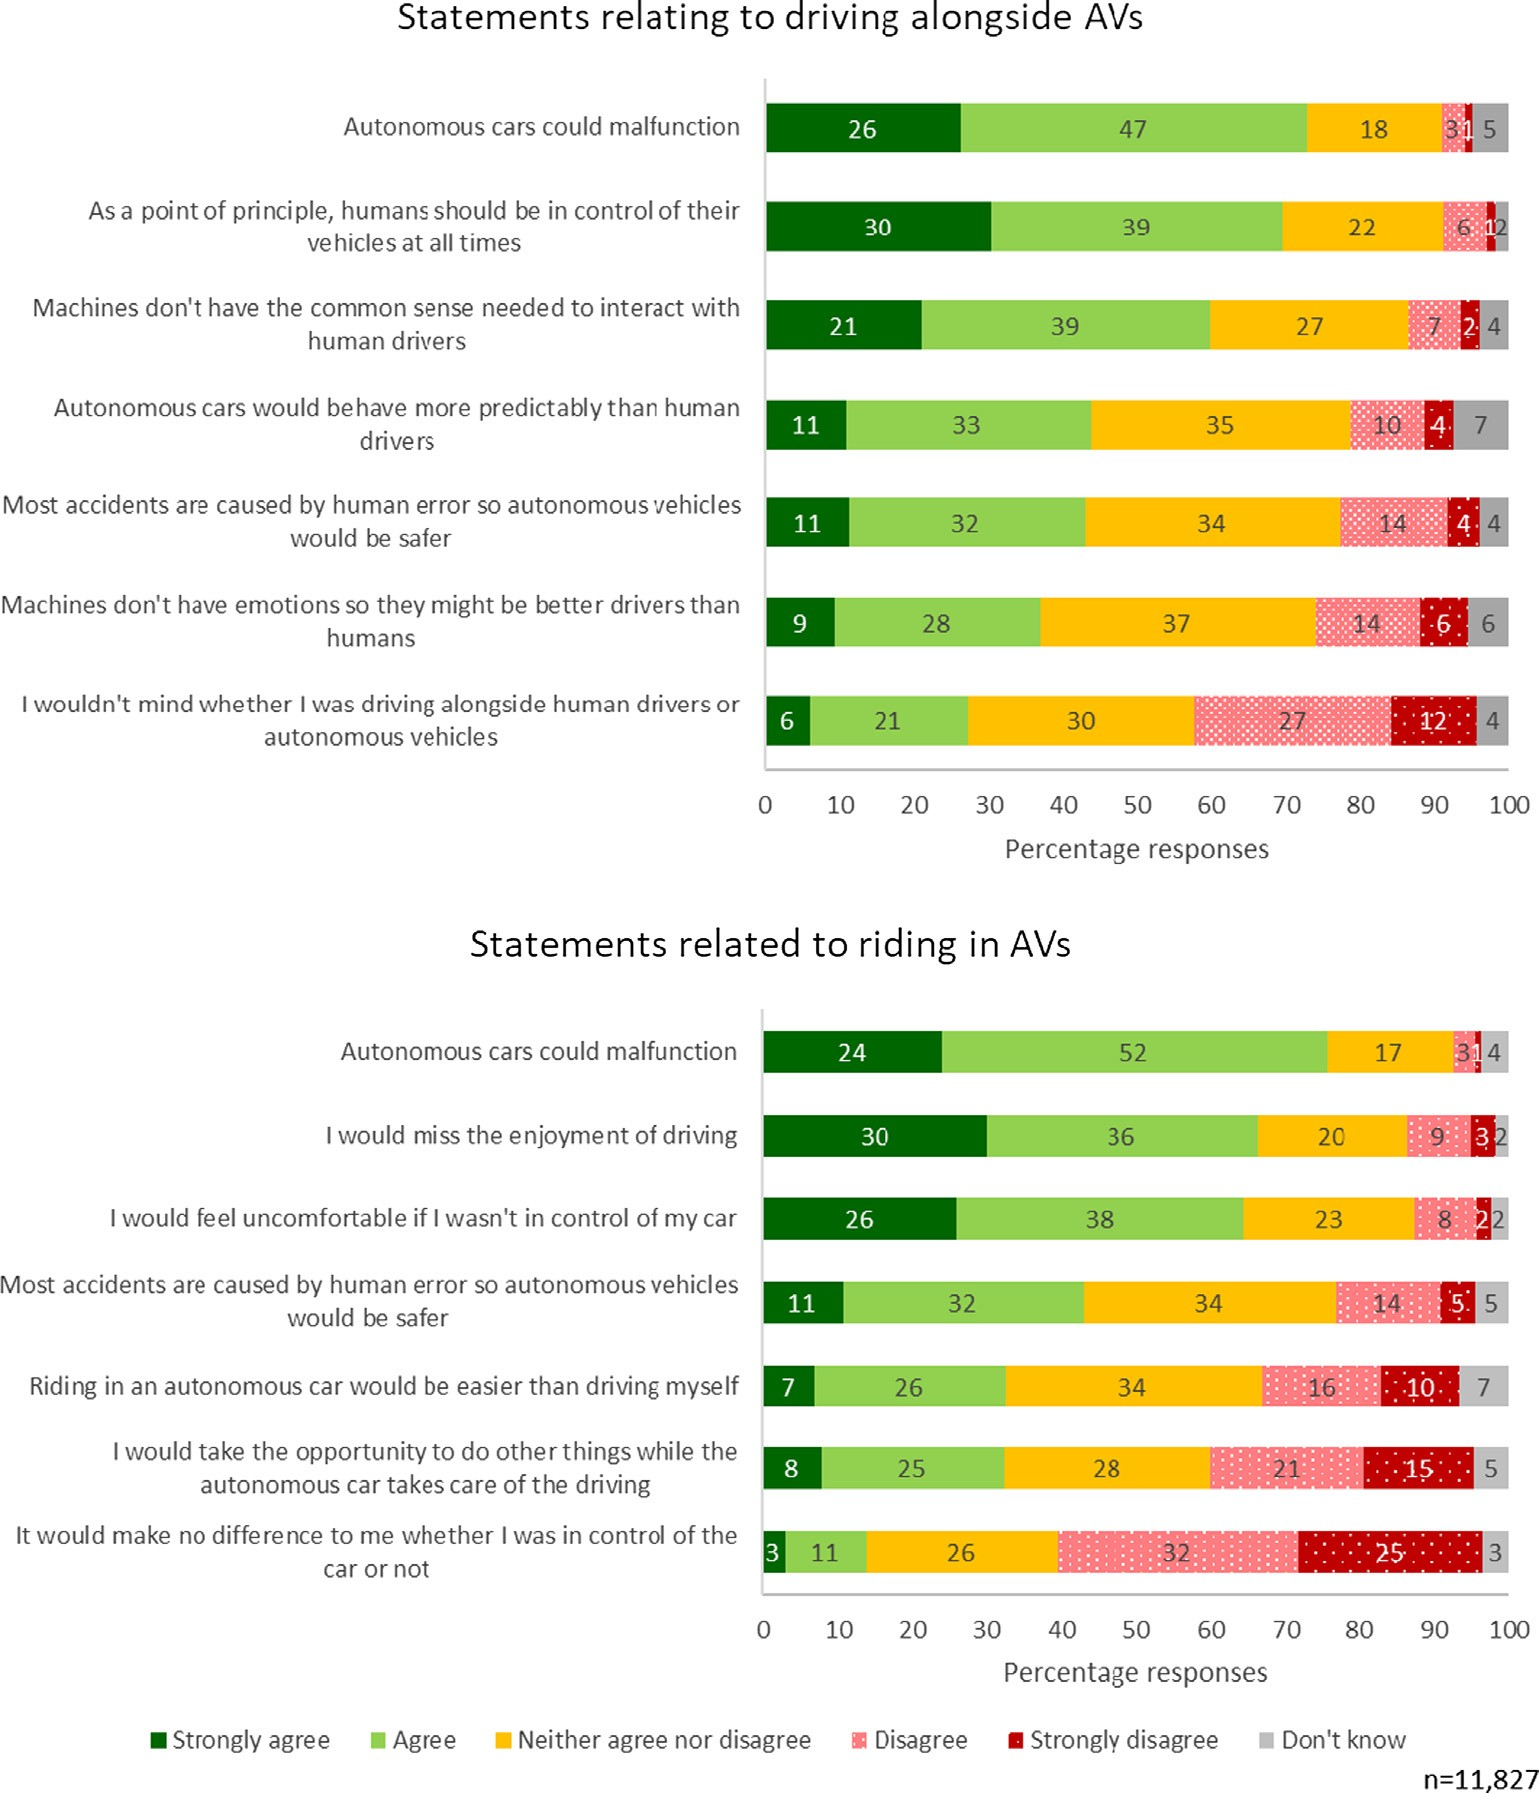 Statements relating to driving alongside AVs
Autonomous cars could malfunction
26 47 18 3 1 5
As a point of principle, humans should be in control of their
vehicles at all times
30 39 22 6 1 2
Machines don't have the common sense needed to interact with
human drivers
21 39 27 7 2 4
Autonomous cars would behave more predictably than human
drivers
11 33 35 10 4 7
Most accidents are caused by human error so autonomous vehicles
would be safer
11 32 34 14 4 4
Machines don't have emotions so they might be better drivers than
humans
9 28 37 14 6 6
I wouldn't mind whether I was driving alongside human drivers or
autonomous vehicles
6 21 30 27 12 4
0 10 20 30 40 50 60 70 80 90 100
Percentage responses
Statements related to riding in AVs
Autonomous cars could malfunction
24 52 17 3 1 4
I would miss the enjoyment of driving
30 36 20 9 3 2
I would feel uncomfortable if I wasn't in control of my car
26 38 23 8 2 2
Most accidents are caused by human error so autonomous vehicles
would be safer
11 32 34 14 5 5
Riding in an autonomous car would be easier than driving myself
7 26 34 16 10 7
I would take the opportunity to do other things while the
autonomous car takes care of the driving
8 25 28 21 15 5
It would make no difference to me whether I was in control of the
car or not
3 11 26 32 25 3
0 10 20 30 40 50 60 70 80 90 100
Percentage responses
Strongly agree Agree Neither agree nor disagree Disagree Strongly disagree Don't know
n=11,827